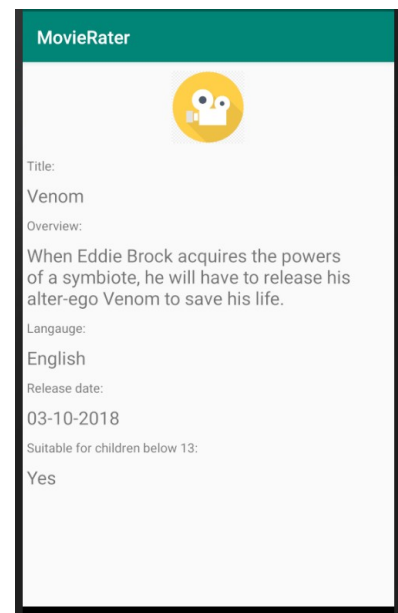 MovieRater
Title:
Venom
Overview:
When Eddie Brock acquires the powers
of a symbiote, he will have to release his
alter-ego Venom to save his life.
Langauge:
English
Release date:
03-10-2018
Suitable for children below 13:
Yes